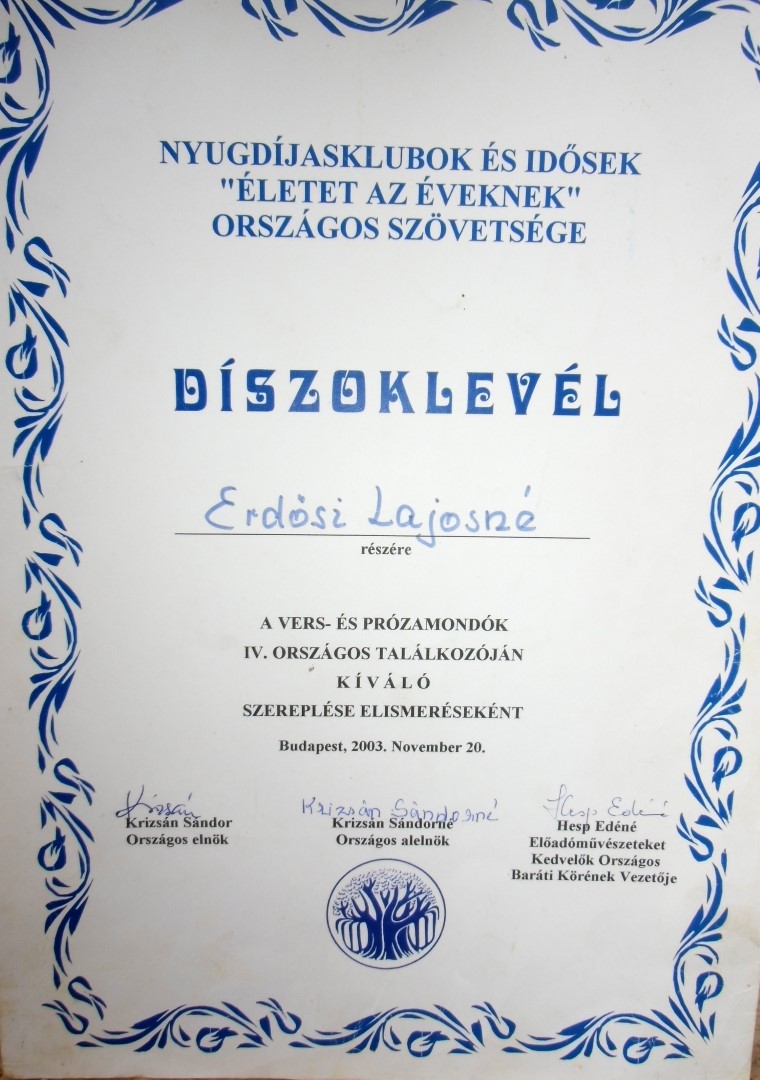 NYUGDÍJASKLUBOK ÉS IDŐSEK
"ÉLETET AZ ÉVEKNEK"
ORSZÁGOS SZÖVETSÉGE
DÍSZOKLEVÉL
Erdősi Lajosné
részére
A VERS- ÉS PRÓZAMONDÓK
IV. ORSZÁGOS TALÁLKOZÓJÁN
K Í V Á L Ó
SZEREPLÉSE ELISMERÉSEKÉNT
Budapest, 2003. November 20.
Krizsán Krizsán Sándorné Hesp Edéné
Krizsán Sándor
Országos elnök
Krizsán Sándorné
Országos alelnök
Hesp Edéné
Előadóművészeteket
Kedvelők Országos
Baráti Körének Vezetője